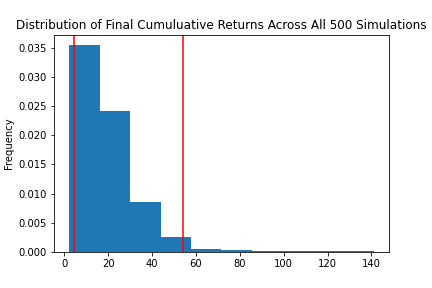 Distribution of Final Cumuluative Returns Across All 500 Simulations
Frequency
0.035
0.030
0.025
0.020
0.015
0.010
0.005
0.000
0 20 40 60 80 100 120 140